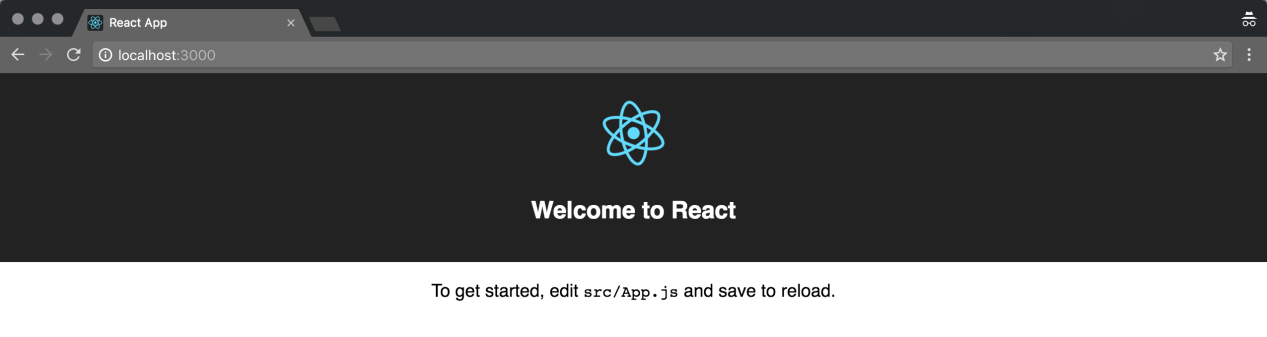 React App
localhost:3000
Welcome to React
To get started, edit src/App.js and save to reload.